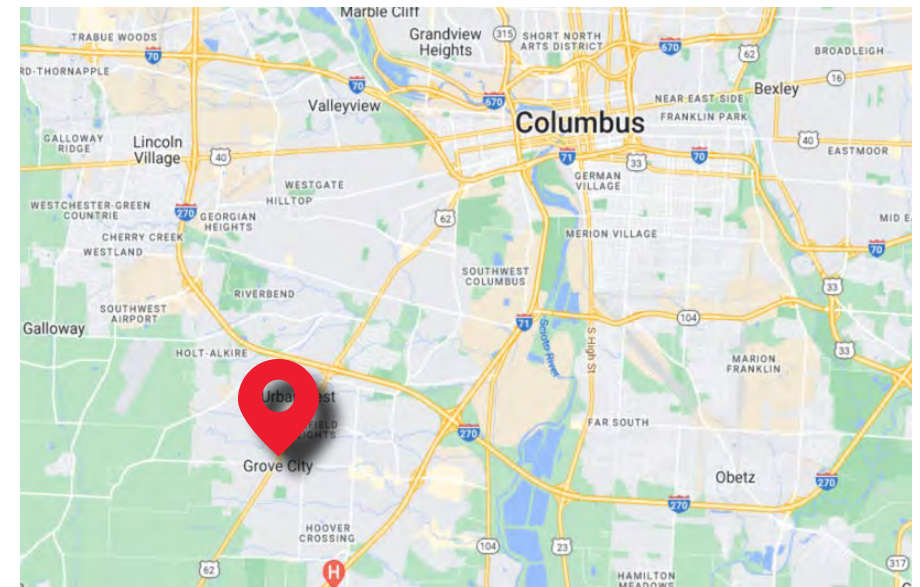 Marble Cliff
TRABUE WOODS
Grandview
Heights
315
SHORT NORTH
ARTS DISTRICT
670
62
BROADLEIGH
70
RD-THORNAPPLE
70
16
Valleyview
670
NEAR EAST SIDE
Bexley
Columbus
FRANKLIN PARK
GALLOWAY
RIDGE
Lincoln
Village
40
71
33
70
40
EASTMOOR
GERMAN
VILLAGE
WESTGATE
HILLTOP
WESTCHESTER-GREEN
COUNTRIE
270
GEORGIAN
HEIGHTS
62
MID
CHERRY CREEK
WESTLAND
MERION VILLAGE
70
SOUTHWEST
COLUMBUS
RIVERBEND
33
SOUTHWEST
AIRPORT
Galloway
71
104
Scioto River
S High St
HOLT-ALKIRE
33
MARION
FRANKLIN
FAR SOUTH
270
Grove City
Obetz
270
270
HOOVER
CROSSING
104
23
62
H
317
HAMILTON
MEADOWS